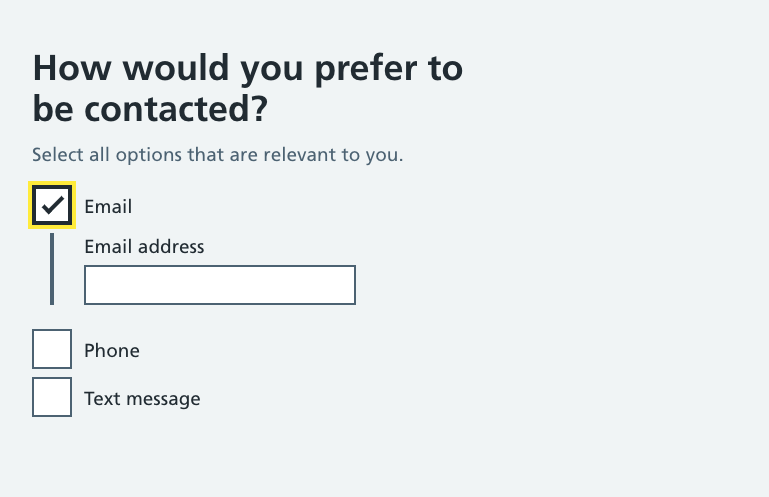 How would you prefer to
be contacted?
Select all options that are relevant to you.
Email
Email address
Phone
Text message